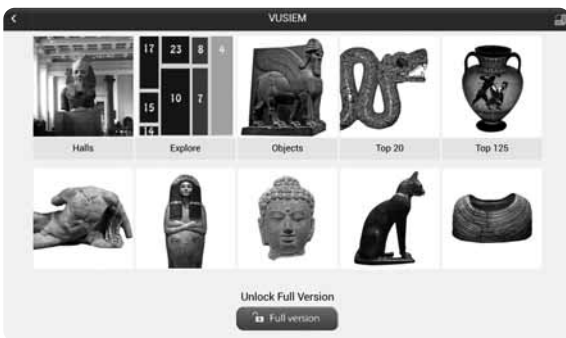 VUSIEM
17 23 8 4
15 10 7
14
Halls Explore Objects Top 20 Top 125
Unlock Full Version
Full version